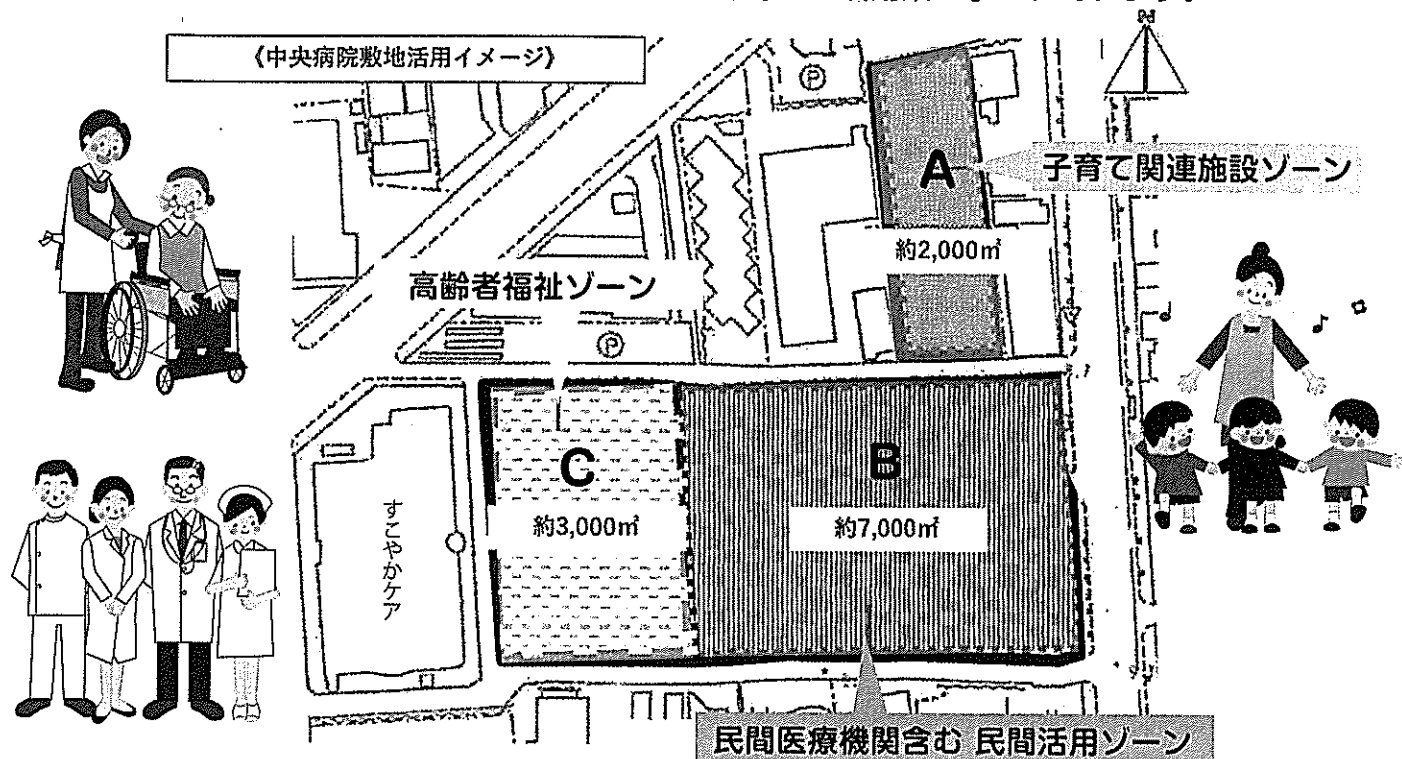 《中央病院敷地活用イメージ》
N
Ⓟ
A
子育て関連施設ゾーン
約2,000㎡
高齢者福祉ゾーン
Ⓟ
C
B
約3,000㎡
約7,000㎡
すこやかケア
民間医療機関含む 民間活用ゾーン